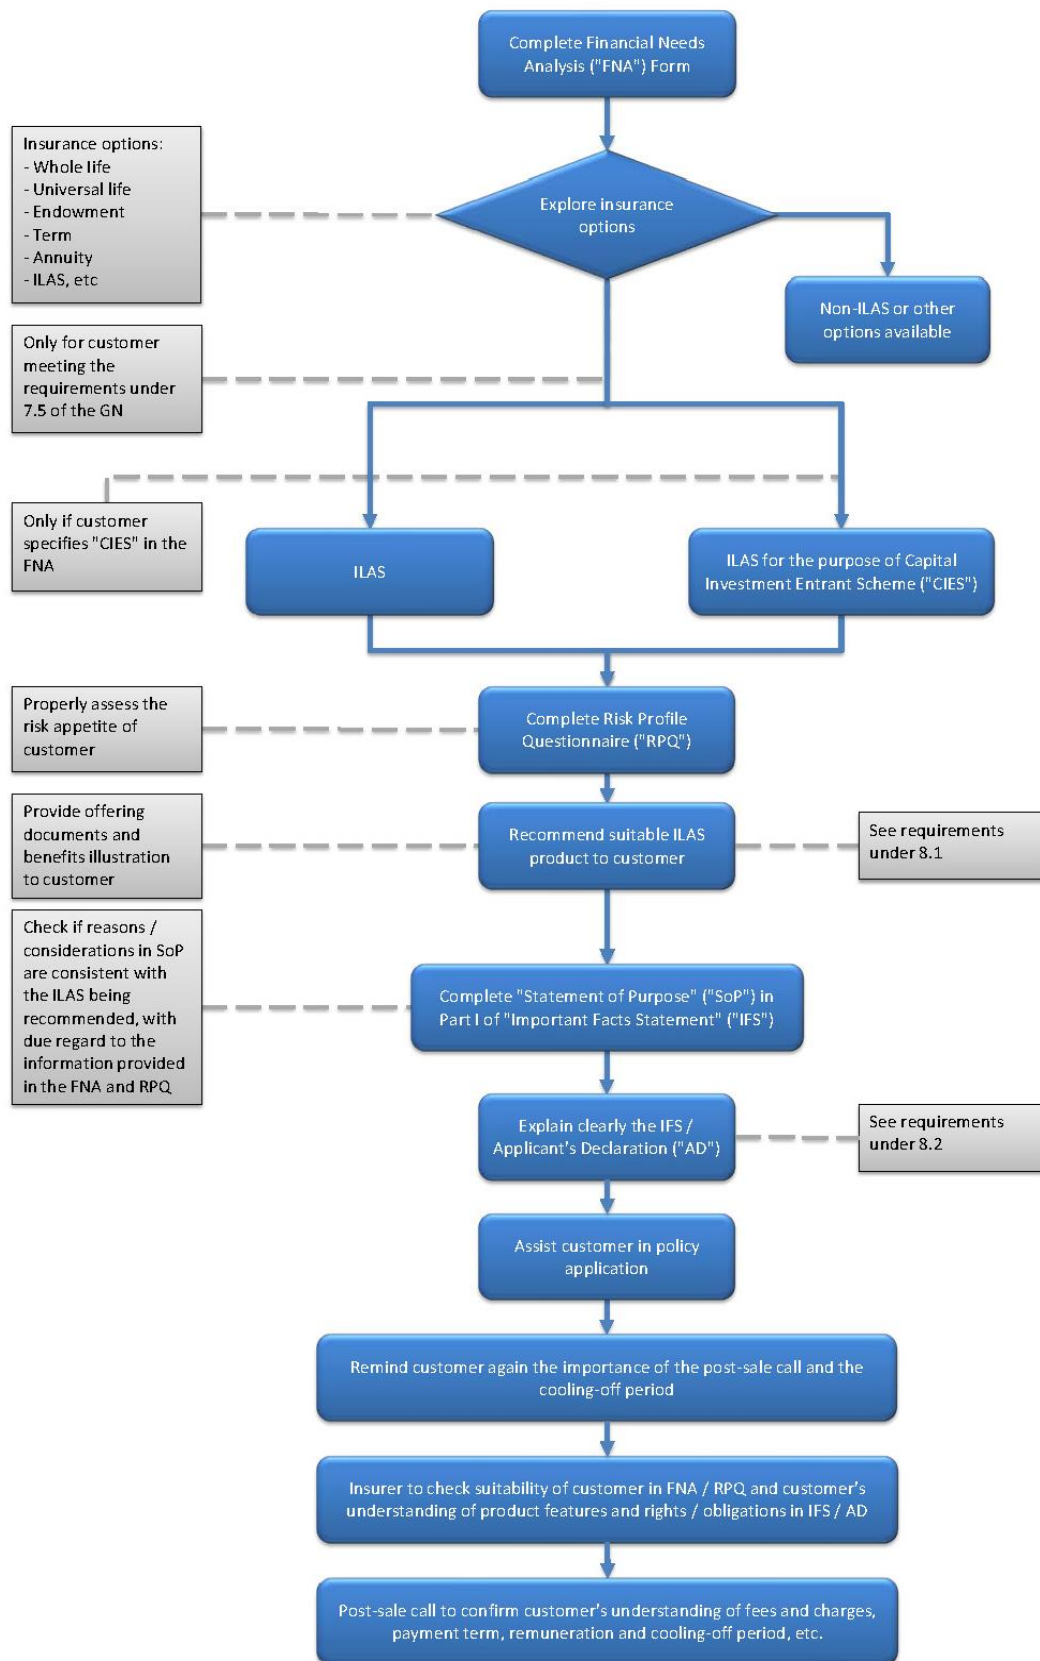 Complete Financial Needs
Analysis ("FNA") Form
Insurance options:
- Whole life
- Universal life
- Endowment
- Term
- Annuity
- ILAS, etc
Explore insurance
options
Non-ILAS or other
options available
Only for customer
meeting the
requirements under
7.5 of the GN
Only if customer
specifies "CIES" in the
FNA
ILAS
ILAS for the purpose of Capital
Investment Entrant Scheme ("CIES")
Properly assess the
risk appetite of
customer
Complete Risk Profile
Questionnaire ("RPQ")
Provide offering
documents and
benefits illustration
to customer
Recommend suitable ILAS
product to customer
See requirements
under 8.1
Check if reasons /
considerations in SoP
are consistent with
the ILAS being
recommended, with
due regard to the
information provided
in the FNA and RPQ
Complete "Statement of Purpose" ("SoP") in
Part I of "Important Facts Statement" ("IFS")
Explain clearly the IFS /
Applicant's Declaration ("AD")
See requirements
under 8.2
Assist customer in policy
application
Remind customer again the importance of the post-sale call and the
cooling-off period
Insurer to check suitability of customer in FNA / RPQ and customer's
understanding of product features and rights / obligations in IFS / AD
Post-sale call to confirm customer's understanding of fees and charges,
payment term, remuneration and cooling-off period, etc.